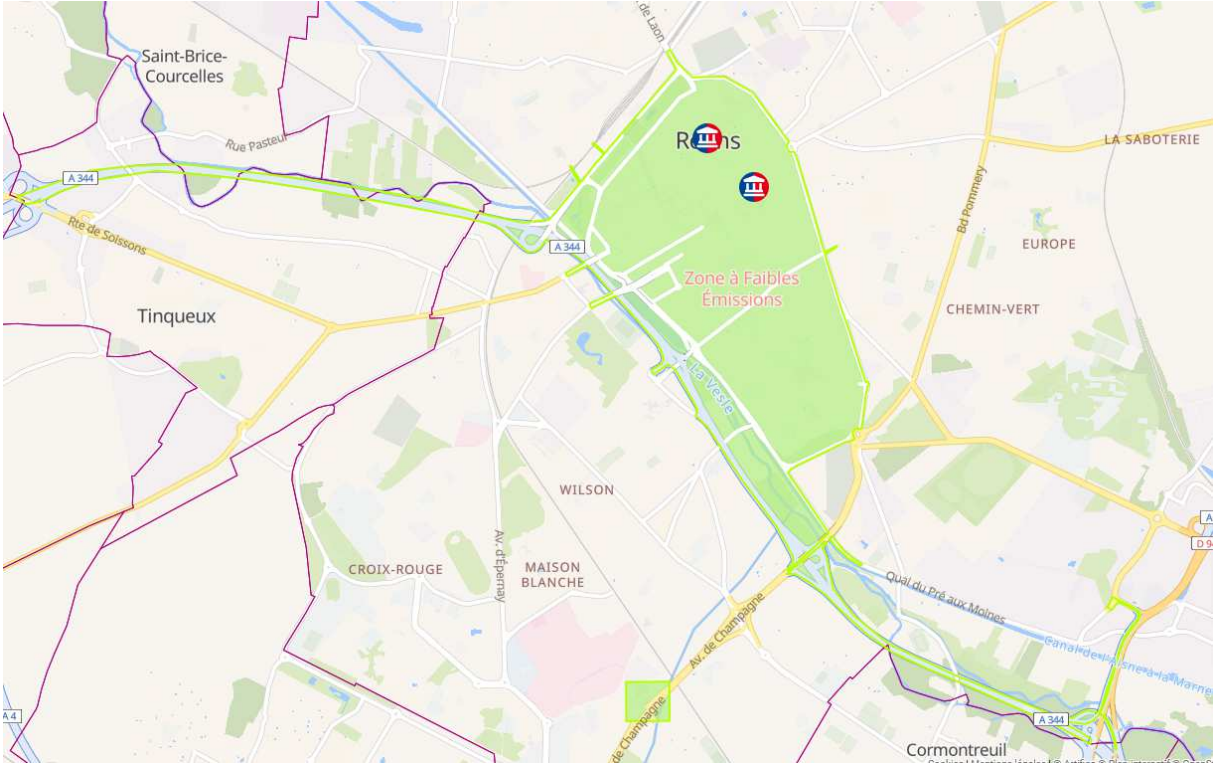 de Laon
Saint-Brice-
Courcelles
Rue Pasteur
LA SABOTERIE
A 344
Bd Pommery
Rte de Soissons
EUROPE
A 344
Zone à Faibles
Émissions
CHEMIN-VERT
Tinqueux
La Vesle
WILSON
Av. d'Épernay
CROIX-ROUGE
MAISON
BLANCHE
Quai du Pré aux Moines
Av. de Champagne
Canal de l'Aisne à la Marne
de Champagne
A 4
A 344
Cormontreuil